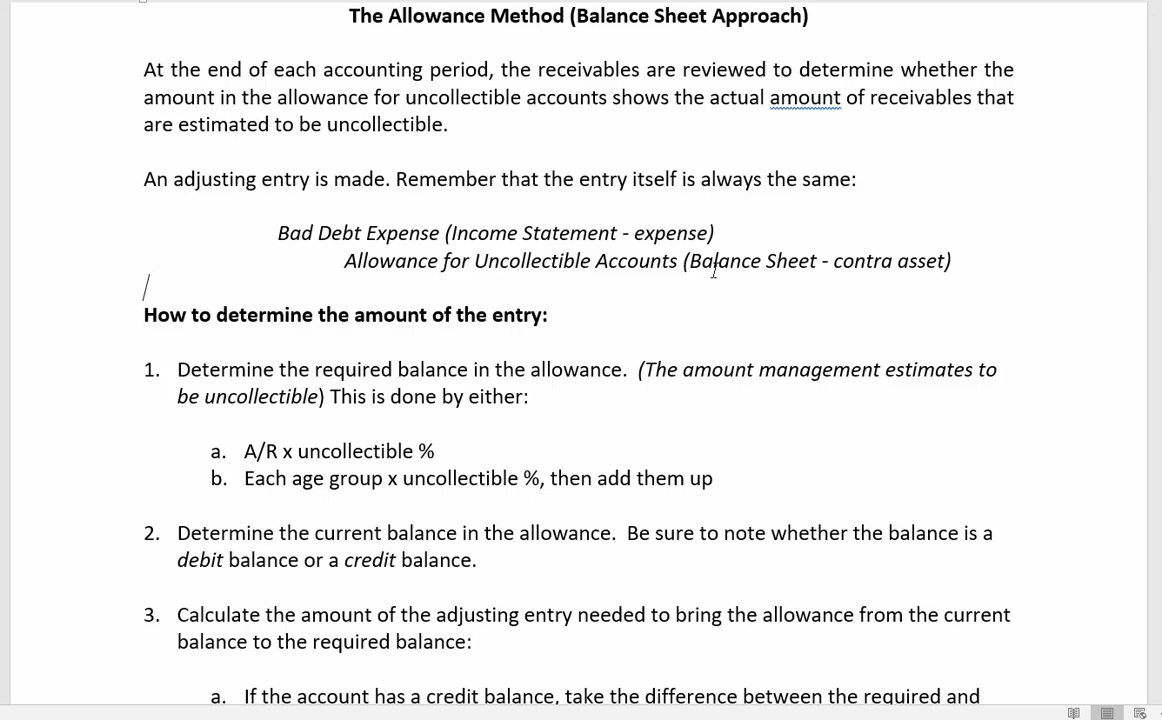 The Allowance Method (Balance Sheet Approach)
At the end of each accounting period, the receivables are reviewed to determine whether the
amount in the allowance for uncollectible accounts shows the actual amount of receivables that
are estimated to be uncollectible.
An adjusting entry is made. Remember that the entry itself is always the same:
Bad Debt Expense (Income Statement - expense)
Allowance for Uncollectible Accounts (Balance Sheet - contra asset)
How to determine the amount of the entry:
1. Determine the required balance in the allowance. (The amount management estimates to
be uncollectible) This is done by either:
a. A/R x uncollectible %
b. Each age group x uncollectible %, then add them up
2. Determine the current balance in the allowance. Be sure to note whether the balance is a
debit balance or a credit balance.
3. Calculate the amount of the adjusting entry needed to bring the allowance from the current
balance to the required balance:
a. If the account has a credit balance, take the difference between the required and